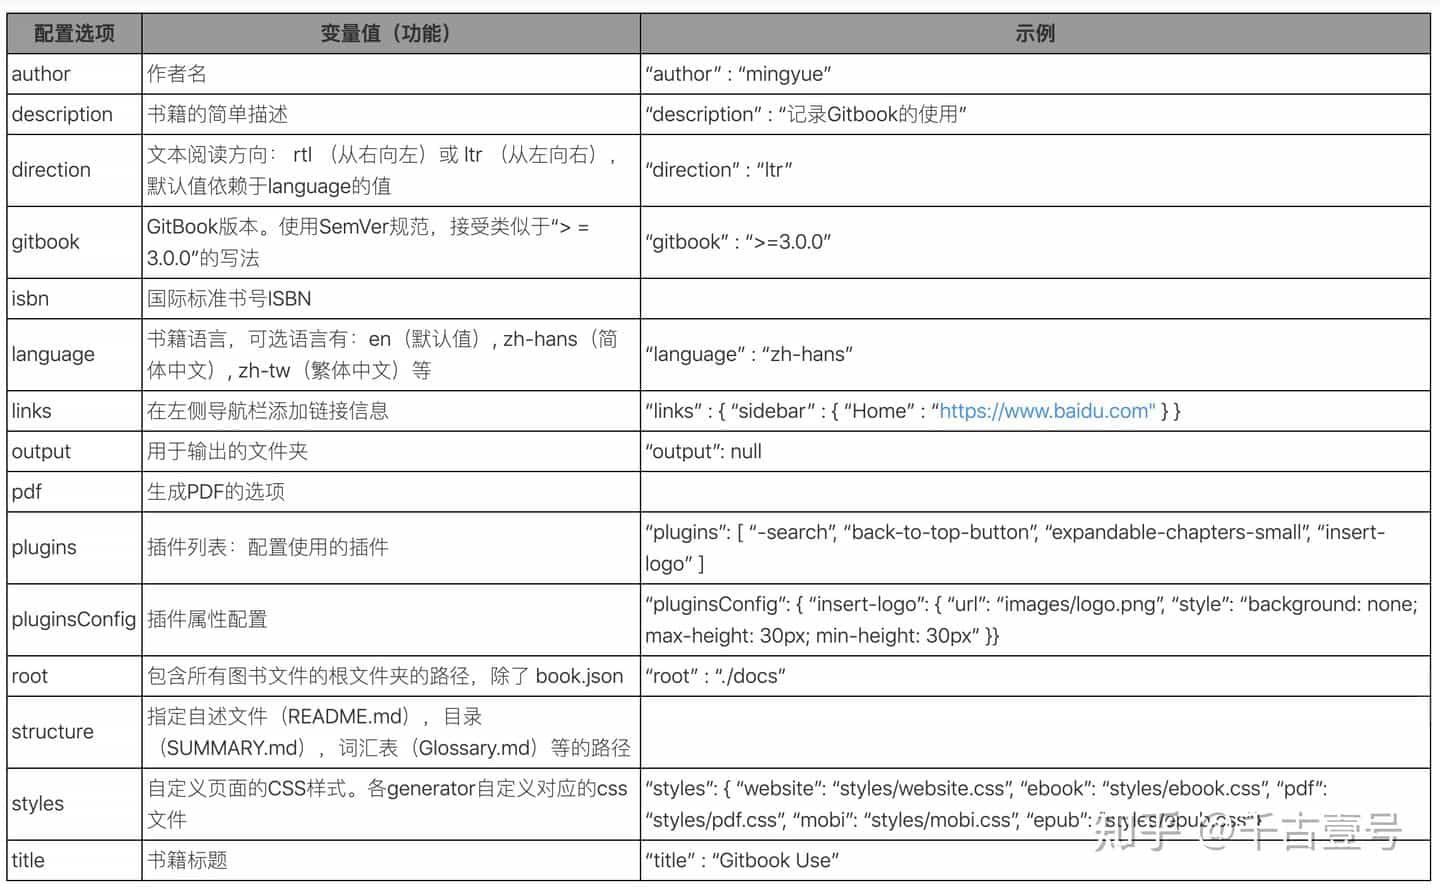 配置选项 变量值（功能） 示例
author 作者名 “author” : “mingyue”
description 书籍的简单描述 “description” : “记录Gitbook的使用”
direction 文本阅读方向： rtl （从右向左）或 ltr （从左向右），
默认值依赖于language的值 “direction” : “ltr”
gitbook GitBook版本。使用SemVer规范，接受类似于“> =
3.0.0”的写法 “gitbook” : “>=3.0.0”
isbn 国际标准书号ISBN
language 书籍语言，可选语言有：en（默认值）, zh-hans（简
体中文）, zh-tw（繁体中文）等 “language” : “zh-hans”
links 在左侧导航栏添加链接信息 “links” : { “sidebar” : { “Home” : “https://www.baidu.com" } }
output 用于输出的文件夹 “output”: null
pdf 生成PDF的选项
plugins 插件列表：配置使用的插件 “plugins”: [ “-search”, “back-to-top-button”, “expandable-chapters-small”, “insert-
logo” ]
pluginsConfig 插件属性配置 “pluginsConfig”: { “insert-logo”: { “url”: “images/logo.png”, “style”: “background: none;
max-height: 30px; min-height: 30px” }}
root 包含所有图书文件的根文件夹的路径，除了 book.json “root” : “./docs”
structure 指定自述文件（README.md），目录
（SUMMARY.md），词汇表（Glossary.md）等的路径
styles 自定义页面的CSS样式。各generator自定义对应的css
文件 “styles”: { “website”: “styles/website.css”, “ebook”: “styles/ebook.css”, “pdf”:
“styles/pdf.css”, “mobi”: “styles/mobi.css”, “epub”: “styles/epub.css”}
title 书籍标题 “title” : “Gitbook Use”
知乎 @千古壹号